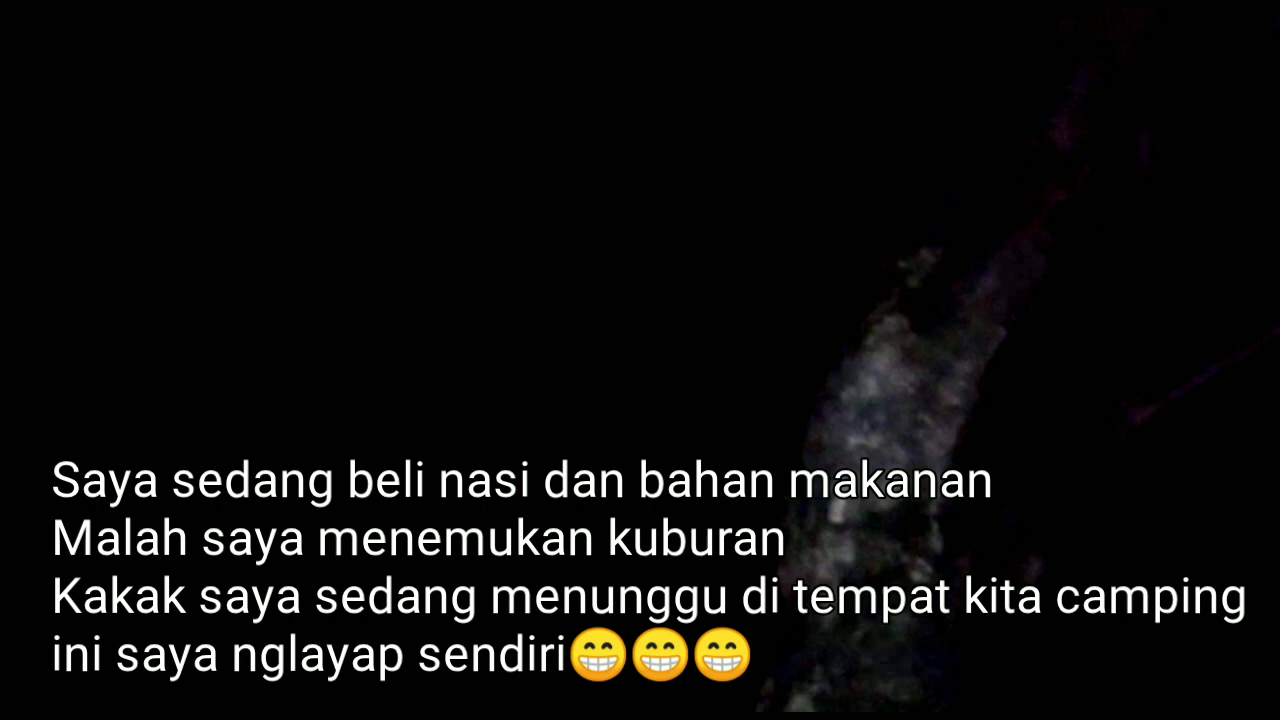 Saya sedang beli nasi dan bahan makanan
Malah saya menemukan kuburan
Kakak saya sedang menunggu di tempat kita camping
ini saya nglayap sendiri😁😁😁